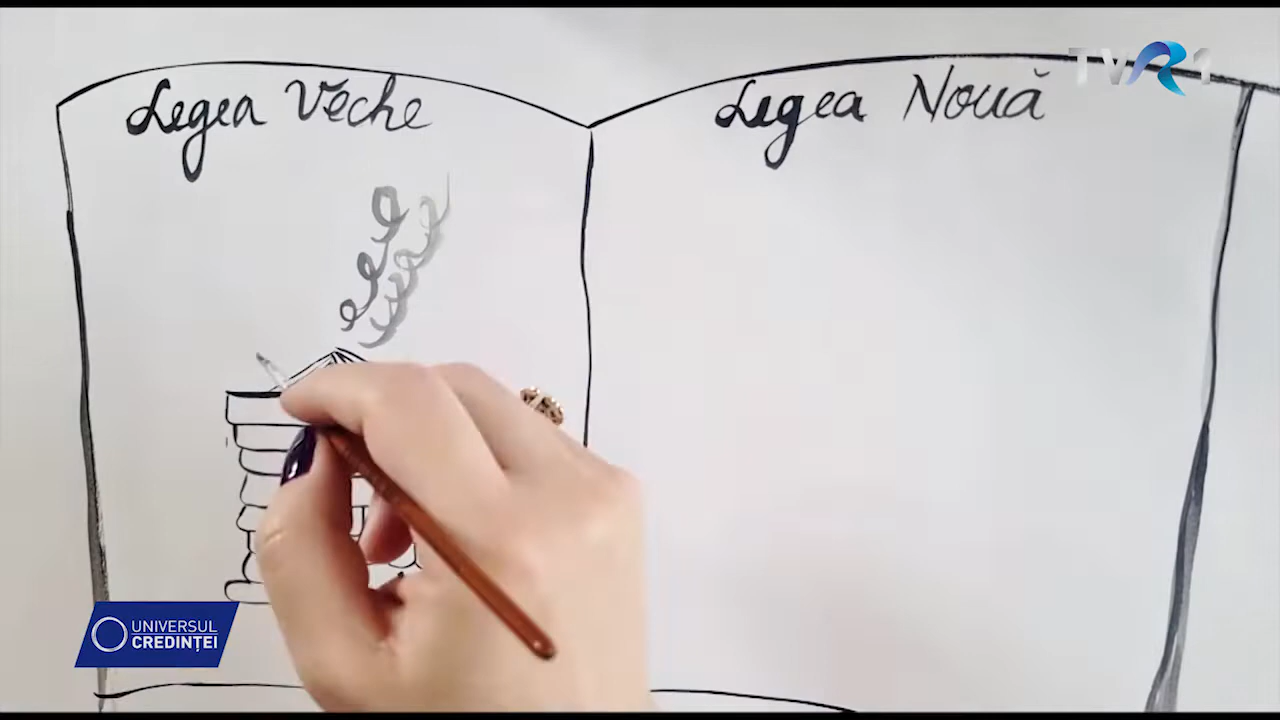 Legea Veche
Legea Nouă
TVR1
UNIVERSUL
CREDINȚEI